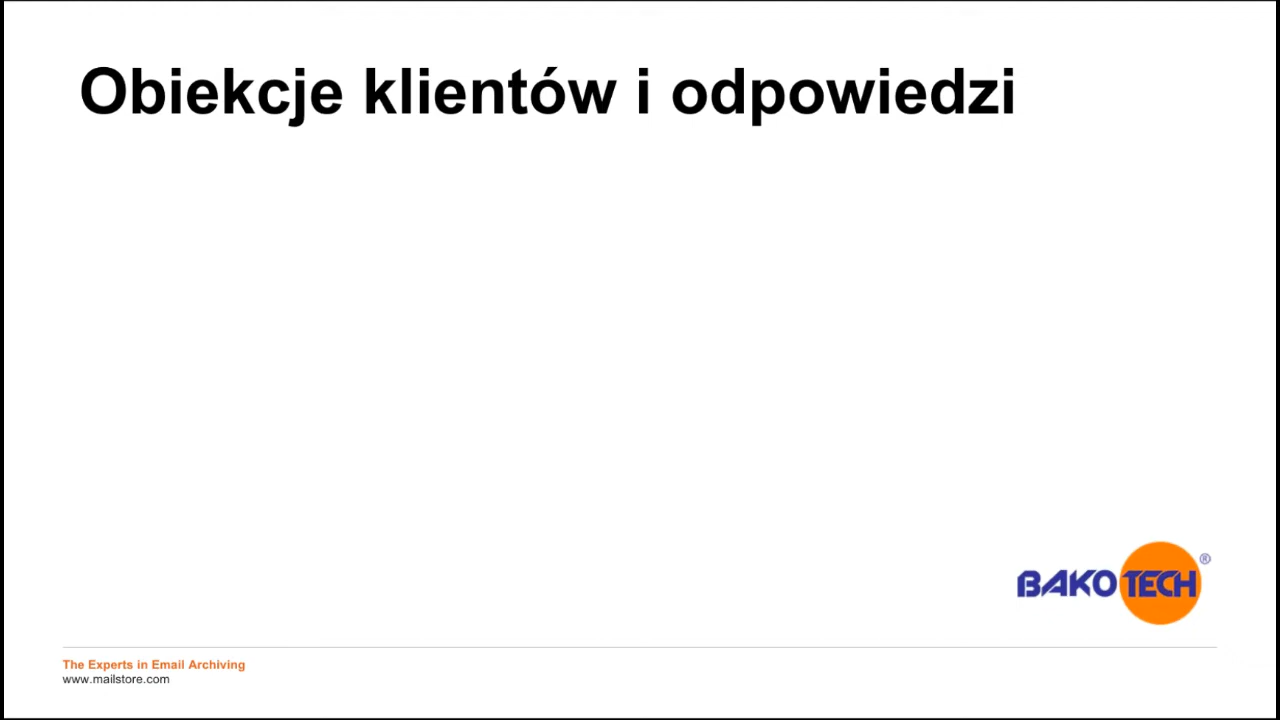 Obiekcje klientów i odpowiedzi
BAKOTECH®
The Experts in Email Archiving
www.mailstore.com